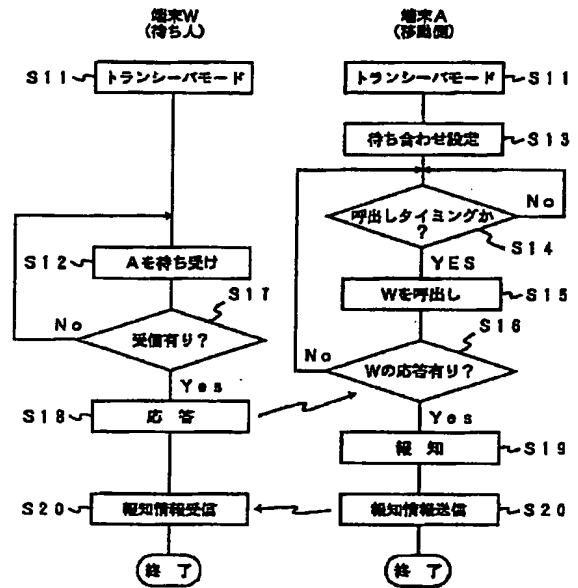 端末W
(待ち人)
端末A
(移動側)
S11
トランシーバモード
トランシーバモード
S11
待ち合わせ設定
S13
呼出しタイミングか
?
No
S14
YES
S12
Aを待ち受け
Wを呼出し
S15
S17
S16
No
受信有り?
No
Wの応答有り?
Yes
Yes
S18
応 答
報 知
S19
S20
報知情報受信
報知情報送信
S20
終 了
終 了